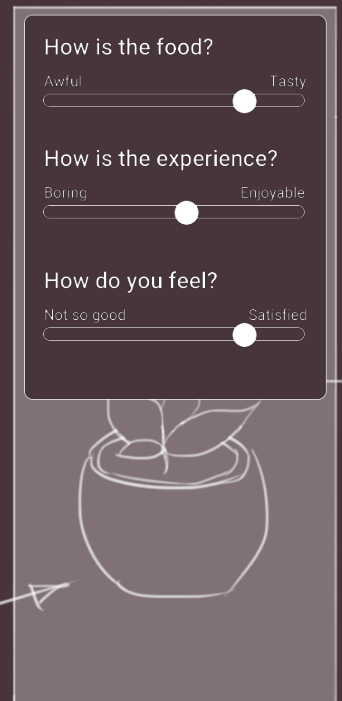 How is the food?
Awful Tasty
How is the experience?
Boring Enjoyable
How do you feel?
Not so good Satisfied